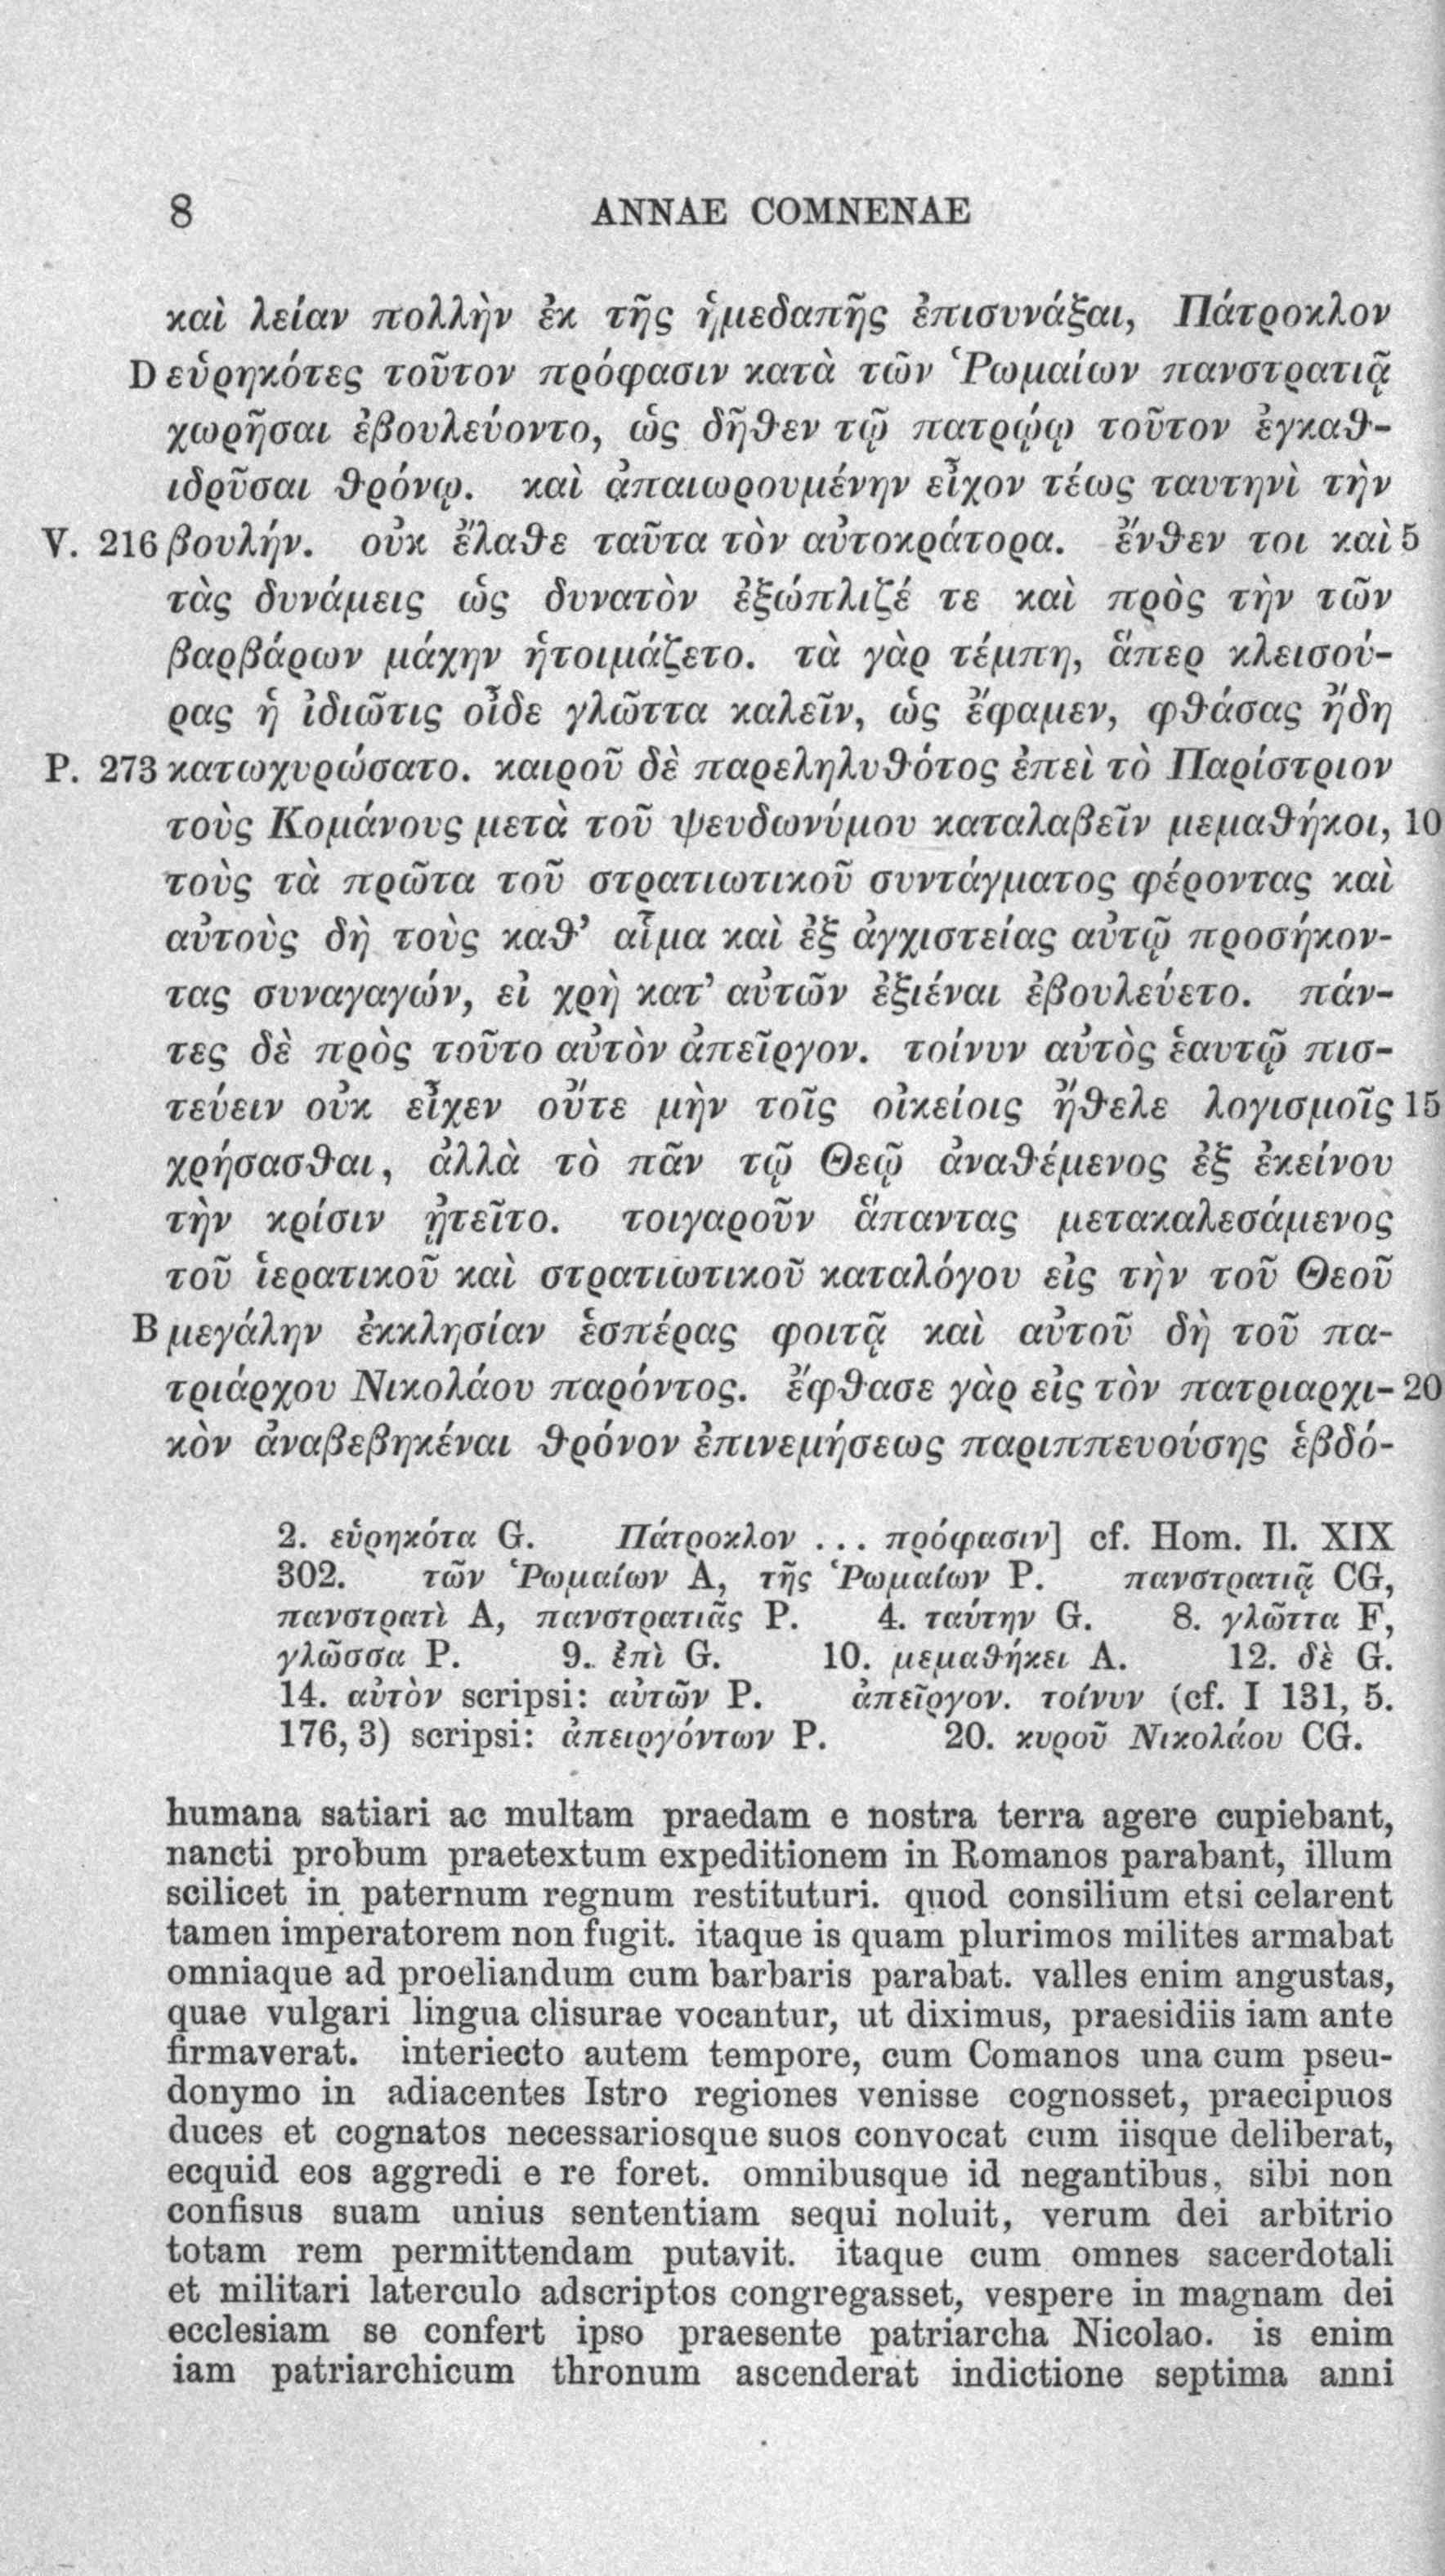 8 ANNAE COMNENAE
καὶ λείαν πολλὴν ἐκ τῆς ἡμεδαπῆς ἐπισυνάξαι, Πάτροκλον
D εὑρηκότες τοῦτον πρόφασιν κατὰ τῶν Ῥωμαίων πανστρατιᾷ
χωρῆσαι ἐβουλεύοντο, ὡς δῆθεν τῷ πατρῴῳ τοῦτον ἐγκαθ-
ιδρῦσαι θρόνῳ. καὶ ἀπαιωρουμένην εἶχον τέως ταυτηνὶ τὴν
V. 216 βουλήν. οὐκ ἔλαθε ταῦτα τὸν αὐτοκράτορα. ἔνθεν τοι καὶ 5
τὰς δυνάμεις ὡς δυνατὸν ἐξώπλιζέ τε καὶ πρὸς τὴν τῶν
βαρβάρων μάχην ἡτοιμάζετο. τὰ γὰρ τέμπη, ἅπερ κλεισού-
ρας ἡ ἰδιῶτις οἶδε γλῶττα καλεῖν, ὡς ἔφαμεν, φθάσας ἤδη
P. 273 κατωχυρώσατο. καιροῦ δὲ παρεληλυθότος ἐπεὶ τὸ Παρίστριον
τοὺς Κομάνους μετὰ τοῦ ψευδωνύμου καταλαβεῖν μεμαθήκοι, 10
τοὺς τὰ πρῶτα τοῦ στρατιωτικοῦ συντάγματος φέροντας καὶ
αὐτοὺς δὴ τοὺς καθ’ αἷμα καὶ ἐξ ἀγχιστείας αὐτῷ προσήκον-
τας συναγαγών, εἰ χρὴ κατ’ αὐτῶν ἐξιέναι ἐβουλεύετο. πάν-
τες δὲ πρὸς τοῦτο αὐτὸν ἀπεῖργον. τοίνυν αὐτὸς ἑαυτῷ πισ-
τεύειν οὐκ εἶχεν οὔτε μὴν τοῖς οἰκείοις ἤθελε λογισμοῖς 15
χρήσασθαι, ἀλλὰ τὸ πᾶν τῷ Θεῷ ἀναθέμενος ἐξ ἐκείνου
τὴν κρίσιν ᾐτεῖτο. τοιγαροῦν ἅπαντας μετακαλεσάμενος
τοῦ ἱερατικοῦ καὶ στρατιωτικοῦ καταλόγου εἰς τὴν τοῦ Θεοῦ
B μεγάλην ἐκκλησίαν ἑσπέρας φοιτᾷ καὶ αὐτοῦ δὴ τοῦ πα-
τριάρχου Νικολάου παρόντος. ἔφθασε γὰρ εἰς τὸν πατριαρχι- 20
κὸν ἀναβεβηκέναι θρόνον ἐπινεμήσεως παριππευούσης ἑβδό-
2. εὑρηκότα G. Πάτροκλον ... πρόφασιν] cf. Hom. Il. XIX
302. τῶν Ῥωμαίων A, τῆς Ῥωμαίων P. πανστρατιᾷ CG,
πανστρατὶ A, πανστρατιᾶς P. 4. ταύτην G. 8. γλῶττα F,
γλῶσσα P. 9. ἐπὶ G. 10. μεμαθήκει A. 12. δὲ G.
14. αὐτὸν scripsi: αὐτῶν P. ἀπεῖργον. τοίνυν (cf. I 131, 5.
176, 3) scripsi: ἀπειργόντων P. 20. κυροῦ Νικολάου CG.
humana satiari ac multam praedam e nostra terra agere cupiebant,
nancti probum praetextum expeditionem in Romanos parabant, illum
scilicet in paternum regnum restituturi. quod consilium etsi celarent
tamen imperatorem non fugit. itaque is quam plurimos milites armabat
omniaque ad proeliandum cum barbaris parabat. valles enim angustas,
quae vulgari lingua clisurae vocantur, ut diximus, praesidiis iam ante
firmaverat. interiecto autem tempore, cum Comanos una cum pseu-
donymo in adiacentes Istro regiones venisse cognosset, praecipuos
duces et cognatos necessariosque suos convocat cum iisque deliberat,
ecquid eos aggredi e re foret. omnibusque id negantibus, sibi non
confisus suam unius sententiam sequi noluit, verum dei arbitrio
totam rem permittendam putavit. itaque cum omnes sacerdotali
et militari laterculo adscriptos congregasset, vespere in magnam dei
ecclesiam se confert ipso praesente patriarcha Nicolao. is enim
iam patriarchicum thronum ascenderat indictione septima anni